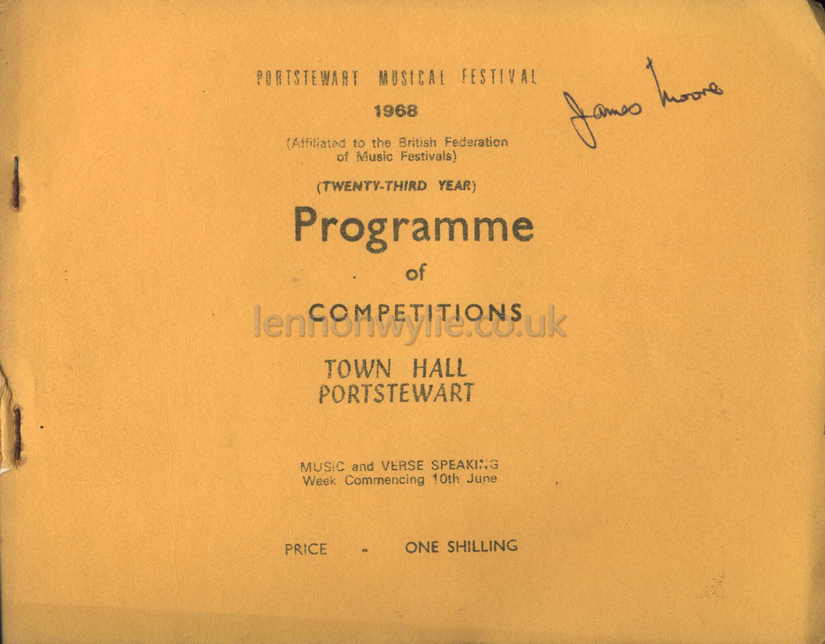 PORTSTEWART MUSICAL FESTIVAL
James Moore
1968
(Affiliated to the British Federation
of Music Festivals)
(TWENTY-THIRD YEAR)
Programme
of
COMPETITIONS
lennonwylie.co.uk
TOWN HALL
PORTSTEWART
MUSIC and VERSE SPEAKING
Week Commencing 10th June
PRICE - ONE SHILLING